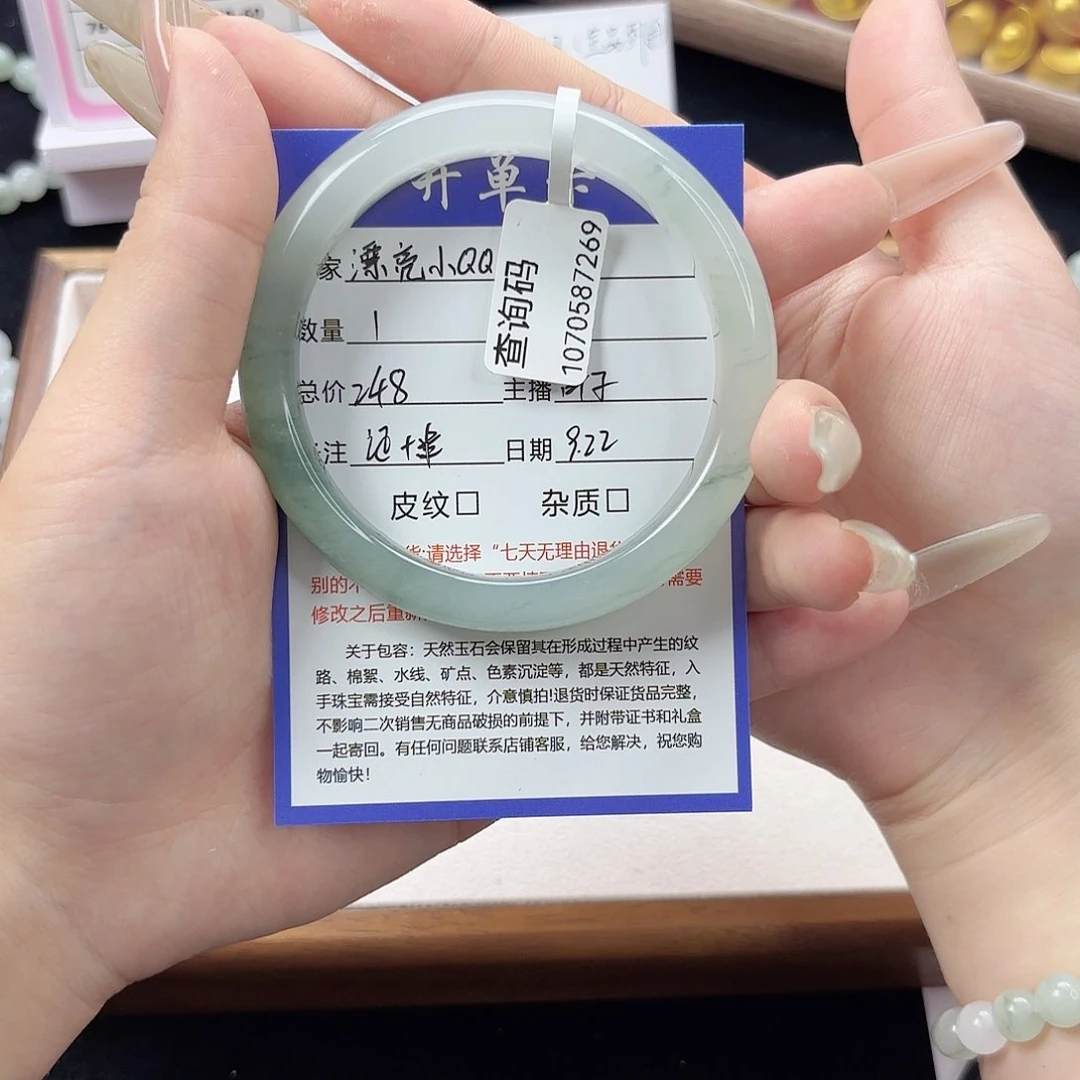 开单
家 漂亮小QQ
查询码
1070587269
数量 1
总价 248 主播
注 日期 9.22
皮纹□ 杂质□
请选择“七天无理由退
别的 需要
修改之后重新
关于包容：天然玉石会保留其在形成过程中产生的纹
路、棉絮、水线、矿点、色素沉淀等，都是天然特征，入
手珠宝需接受自然特征，介意慎拍!退货时保证货品完整，
不影响二次销售无商品破损的前提下，并附带证书和礼盒
一起寄回。有任何问题联系店铺客服，给您解决，祝您购
物愉快！